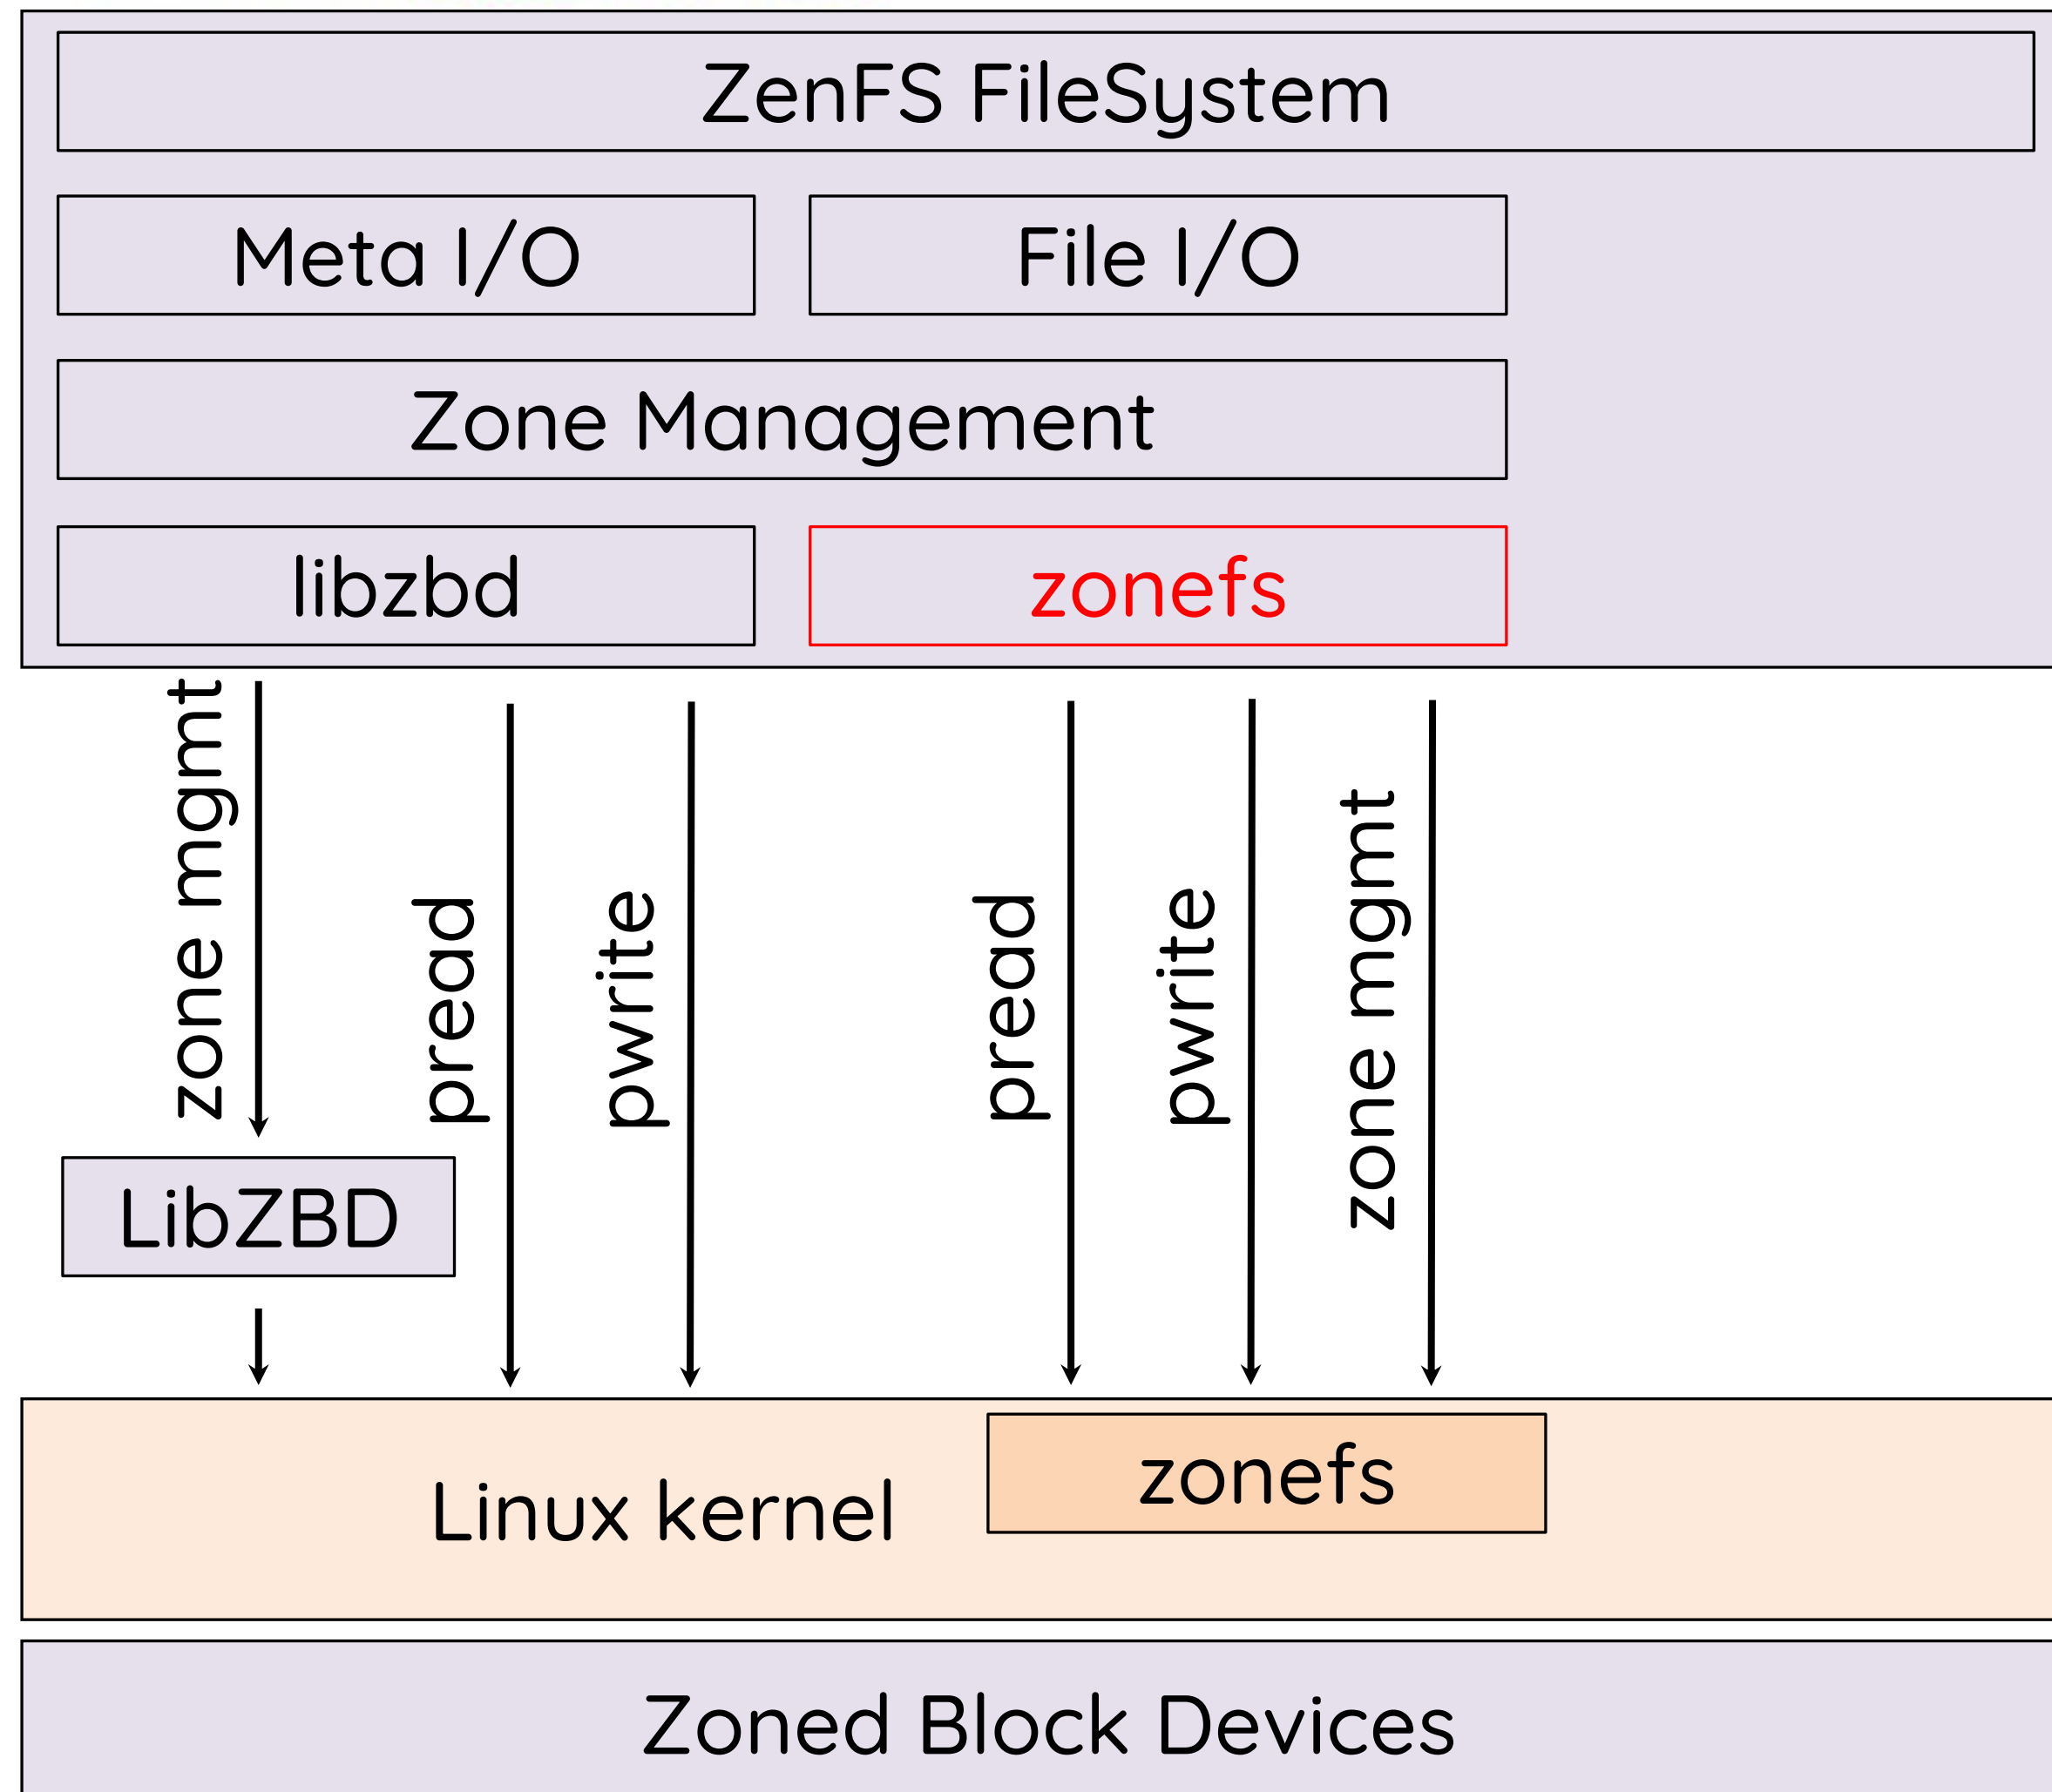 ZenFS FileSystem
Meta I/O
File I/O
Zone Management
libzbd
zonefs
zone mgmt
pread
pwrite
pread
pwrite
zone mgmt
LibZBD
Linux kernel
zonefs
Zoned Block Devices